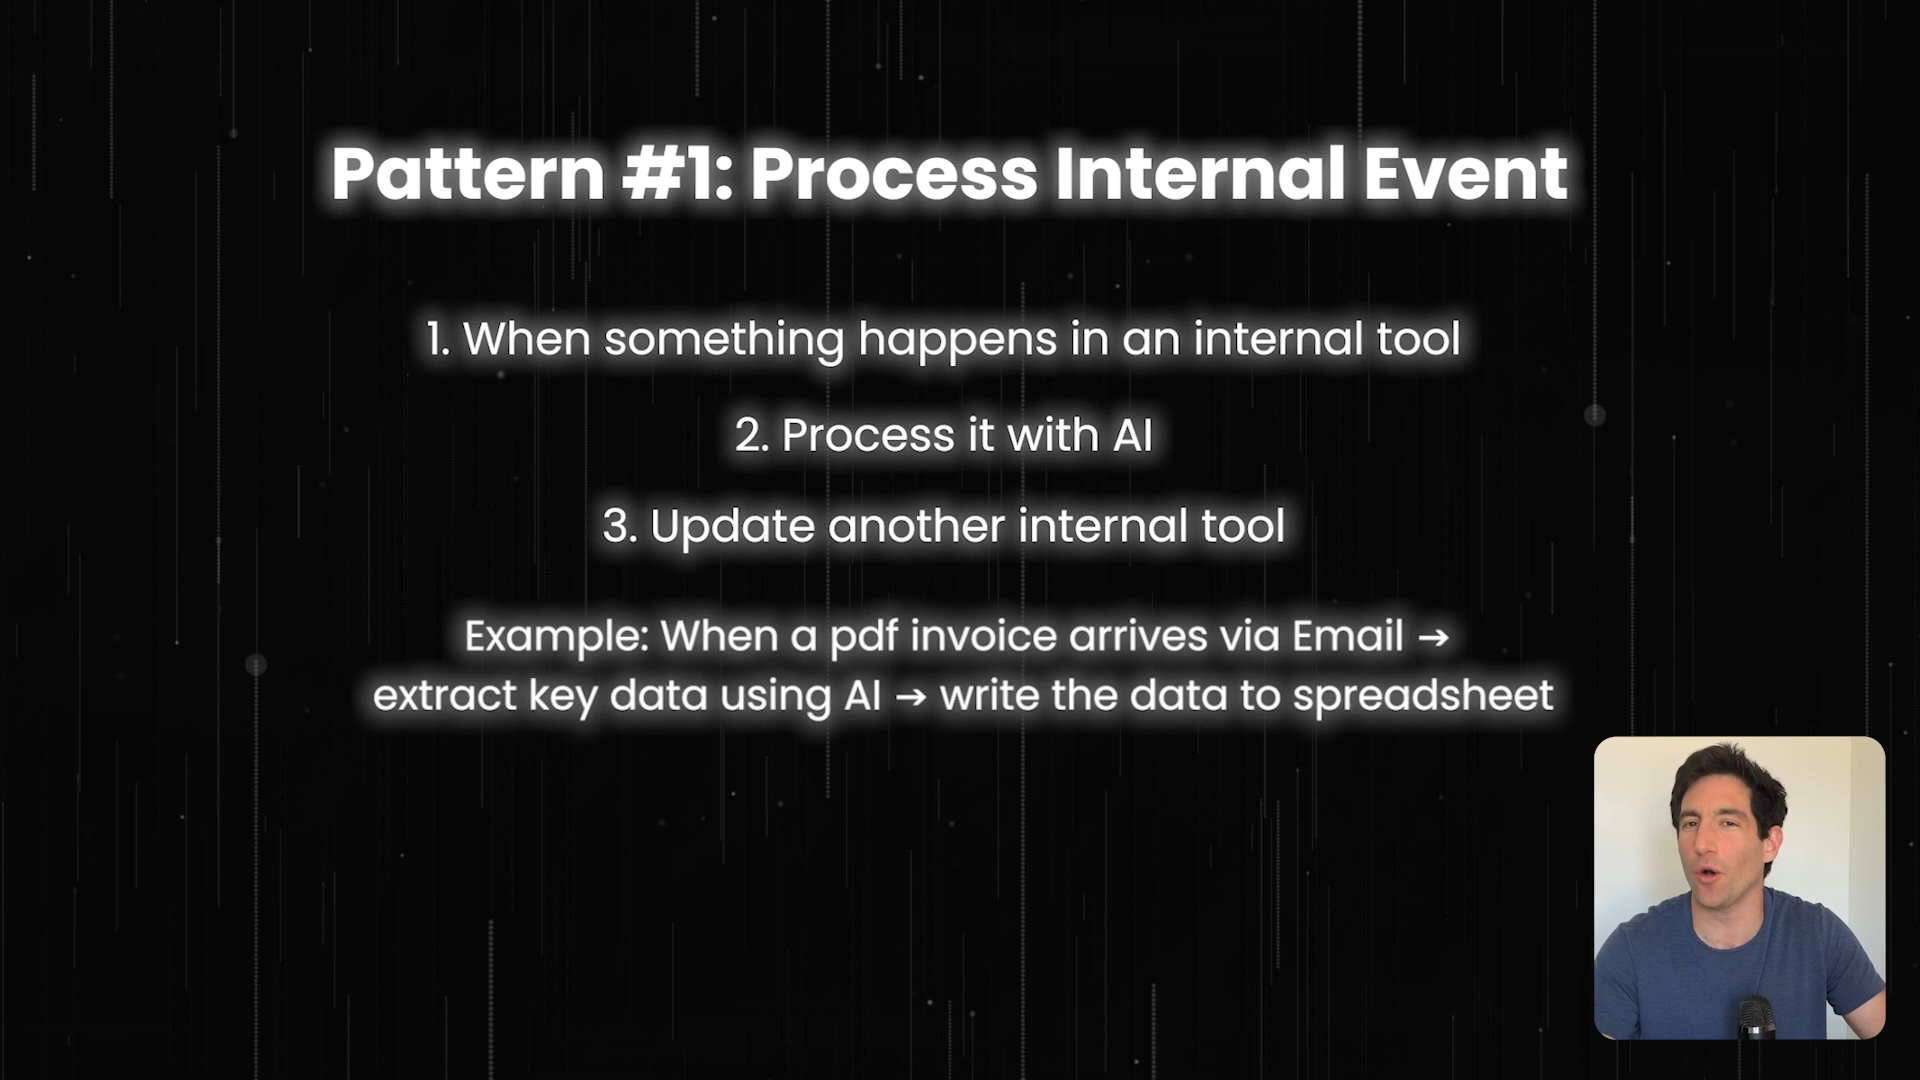 Pattern #1: Process Internal Event
1. When something happens in an internal tool
2. Process it with AI
3. Update another internal tool
Example: When a pdf invoice arrives via Email →
extract key data using AI → write the data to spreadsheet